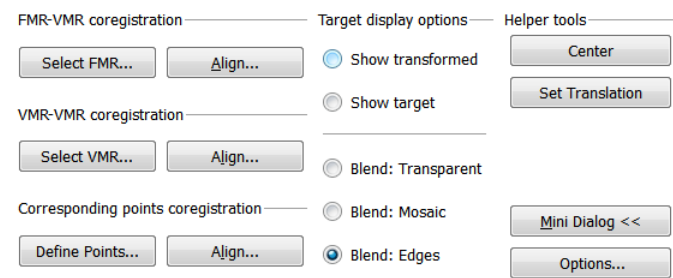 FMR-VMR coregistration
Select FMR...
Align...
VMR-VMR coregistration
Select VMR...
Align...
Corresponding points coregistration
Define Points...
Align...
Target display options
Show transformed
Show target
Blend: Transparent
Blend: Mosaic
Blend: Edges
Helper tools
Center
Set Translation
Mini Dialog <<
Options...